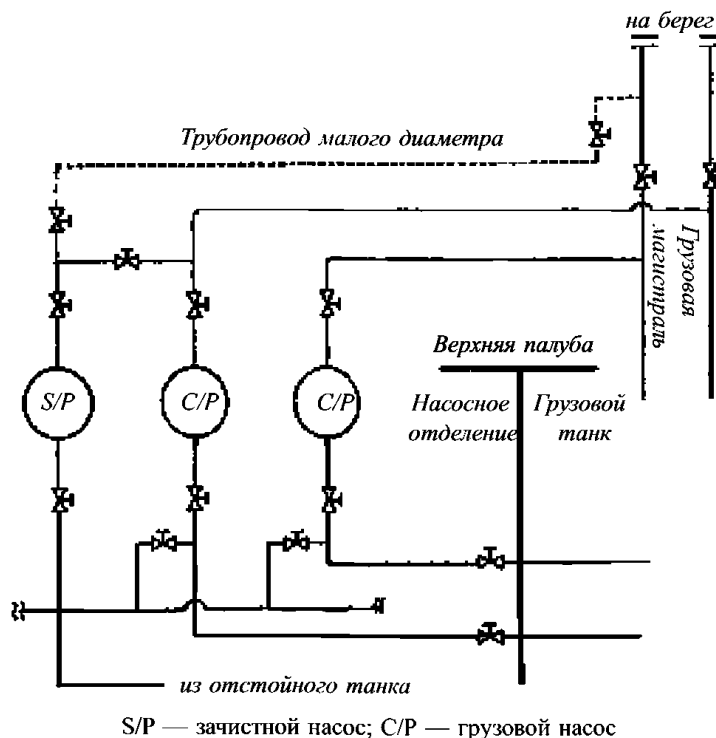 на берег
Трубопровод малого диаметра
Грузовая
магистраль
Верхняя палуба
S/P
C/P
C/P
Насосное
отделение
Грузовой
танк
из отстойного танка
S/P — зачистной насос; C/P — грузовой насос